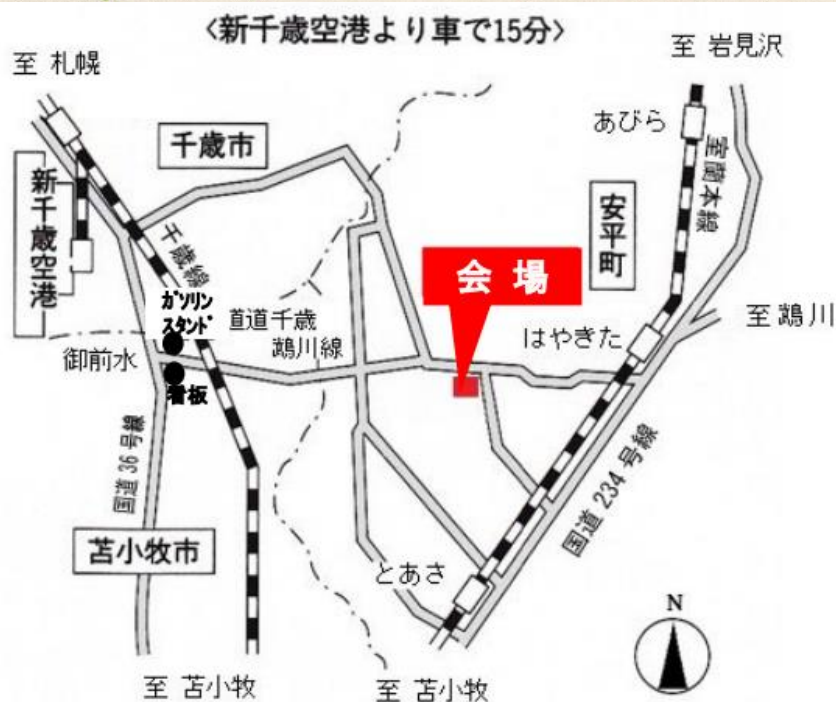 〈新千歳空港より車で15分〉
至 札幌
至 岩見沢
あびら
千歳市
室蘭本線
新千歳空港
安平町
千歳線
会場
ガソリン
スタンド
道道千歳
鵡川線
はやきた
至 鵡川
御前水
看板
国道36号線
国道234号線
苫小牧市
とあさ
N
至 苫小牧
至 苫小牧